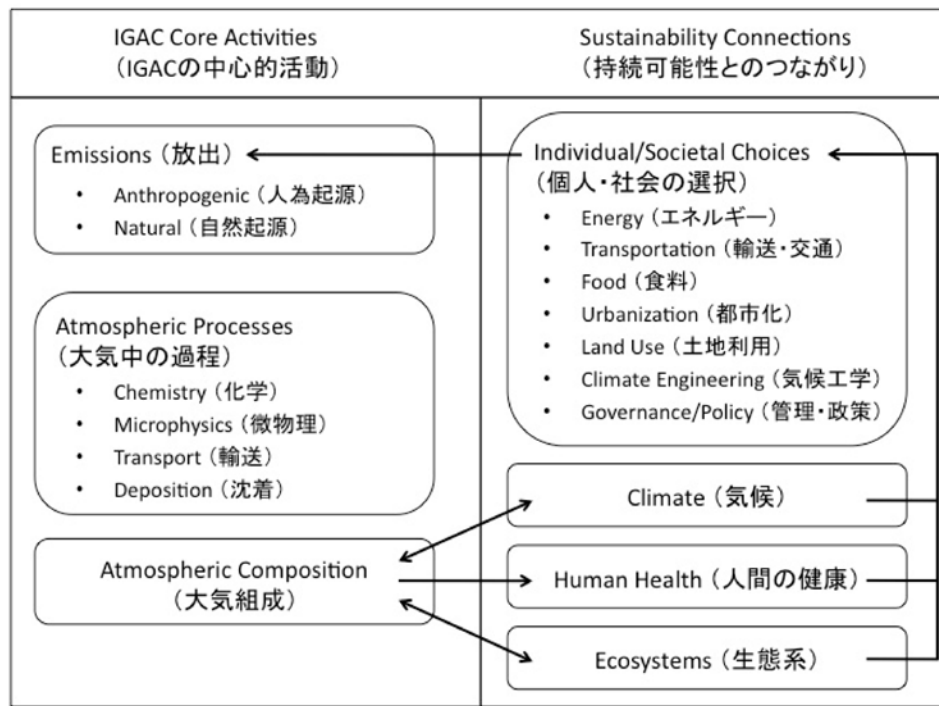 IGAC Core Activities
(IGACの中心的活動)
Sustainability Connections
(持続可能性とのつながり)
Emissions (放出)
• Anthropogenic (人為起源)
• Natural (自然起源)
Atmospheric Processes
(大気中の過程)
• Chemistry (化学)
• Microphysics (微物理)
• Transport (輸送)
• Deposition (沈着)
Atmospheric Composition
(大気組成)
Individual/Societal Choices
(個人・社会の選択)
• Energy (エネルギー)
• Transportation (輸送・交通)
• Food (食料)
• Urbanization (都市化)
• Land Use (土地利用)
• Climate Engineering (気候工学)
• Governance/Policy (管理・政策)
Climate (気候)
Human Health (人間の健康)
Ecosystems (生態系)